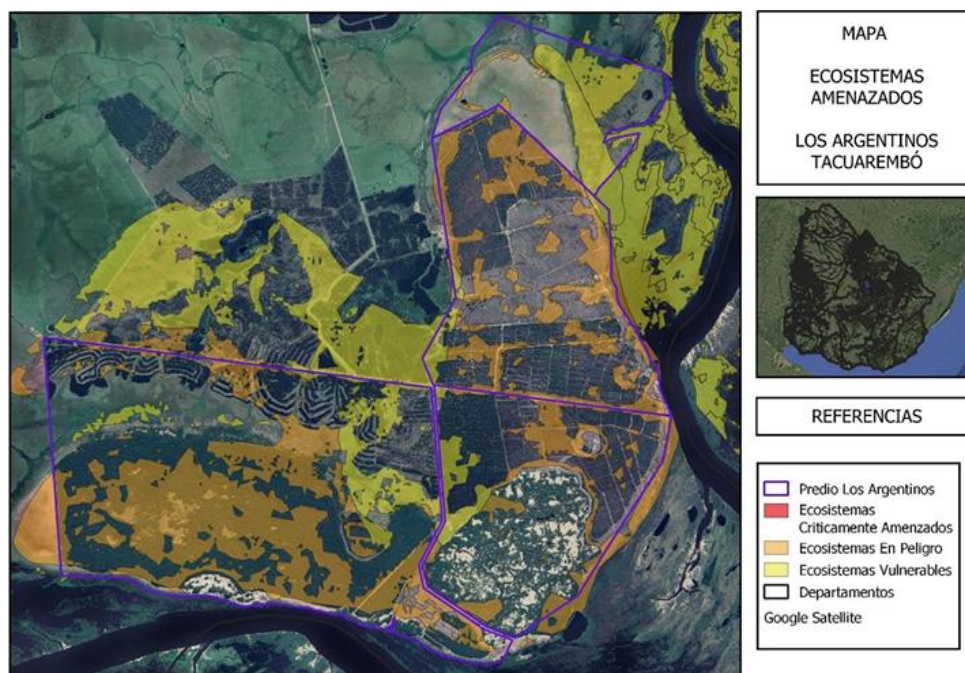 MAPA
ECOSISTEMAS
AMENAZADOS
LOS ARGENTINOS
TACUAREMBÓ
REFERENCIAS
Predio Los Argentinos
Ecosistemas
Criticamente Amenzados
Ecosistemas En Peligro
Ecosistemas Vulnerables
Departamentos
Google Satellite